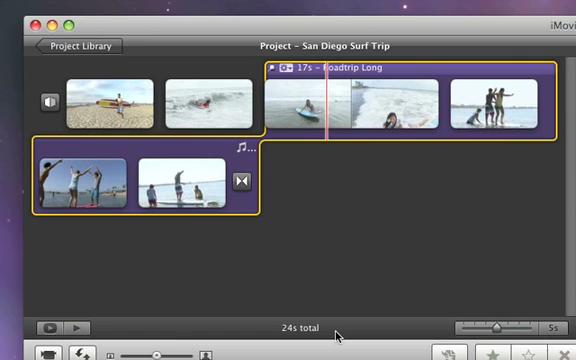 iMovi
Project Library
Project – San Diego Surf Trip
17s – Roadtrip Long
...
24s total
5s